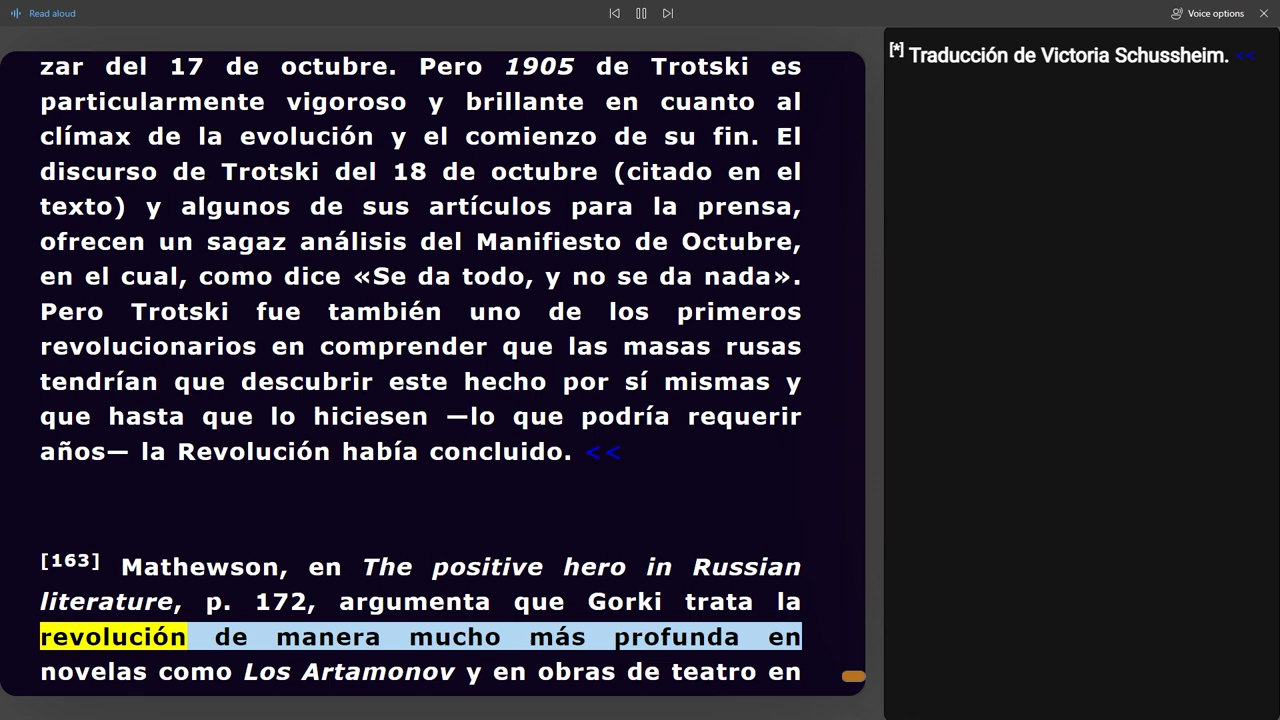 Read aloud
Voice options
zar del 17 de octubre. Pero 1905 de Trotski es
particularmente vigoroso y brillante en cuanto al
clímax de la evolución y el comienzo de su fin. El
discurso de Trotski del 18 de octubre (citado en el
texto) y algunos de sus artículos para la prensa,
ofrecen un sagaz análisis del Manifiesto de Octubre,
en el cual, como dice «Se da todo, y no se da nada».
Pero Trotski fue también uno de los primeros
revolucionarios en comprender que las masas rusas
tendrían que descubrir este hecho por sí mismas y
que hasta que lo hiciesen —lo que podría requerir
años— la Revolución había concluido. <<
[163] Mathewson, en The positive hero in Russian
literature, p. 172, argumenta que Gorki trata la
revolución de manera mucho más profunda en
novelas como Los Artamonov y en obras de teatro en
[*] Traducción de Victoria Schussheim. <<